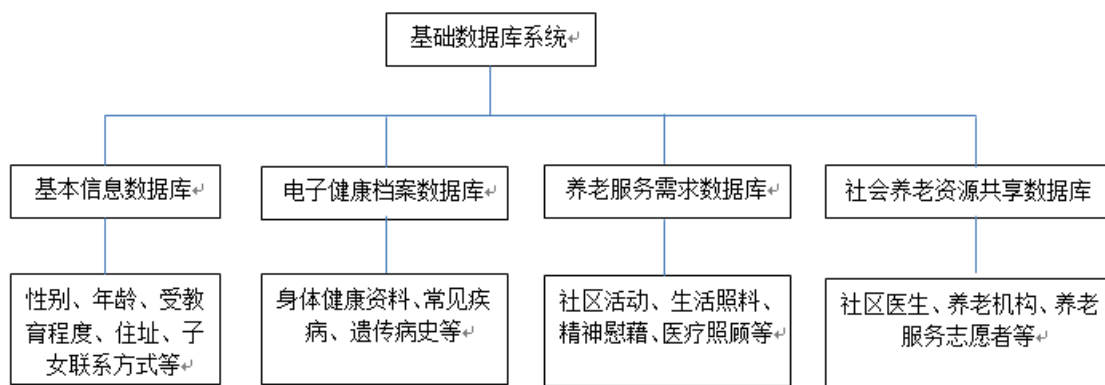 基础数据库系统
基本信息数据库
电子健康档案数据库
养老服务需求数据库
社会养老资源共享数据库
性别、年龄、受教
育程度、住址、子
女联系方式等
身体健康资料、常见疾
病、遗传病史等
社区活动、生活照料、
精神慰藉、医疗照顾等
社区医生、养老机构、养老
服务志愿者等